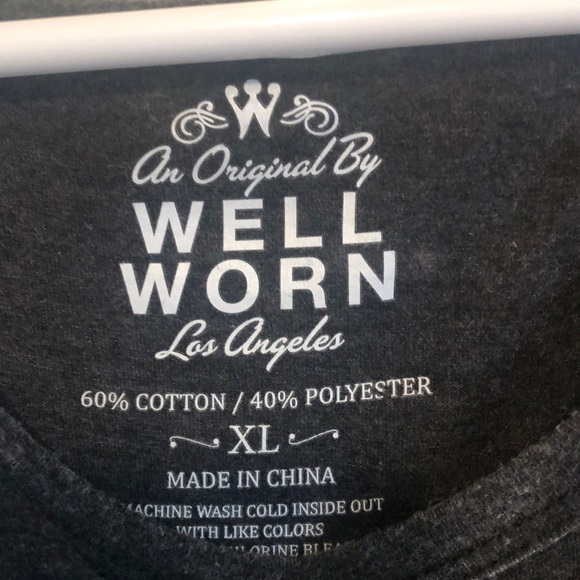 W
An Original By
WELL
WORN
Los Angeles
60% COTTON / 40% POLYESTER
XL
MADE IN CHINA
MACHINE WASH COLD INSIDE OUT
WITH LIKE COLORS